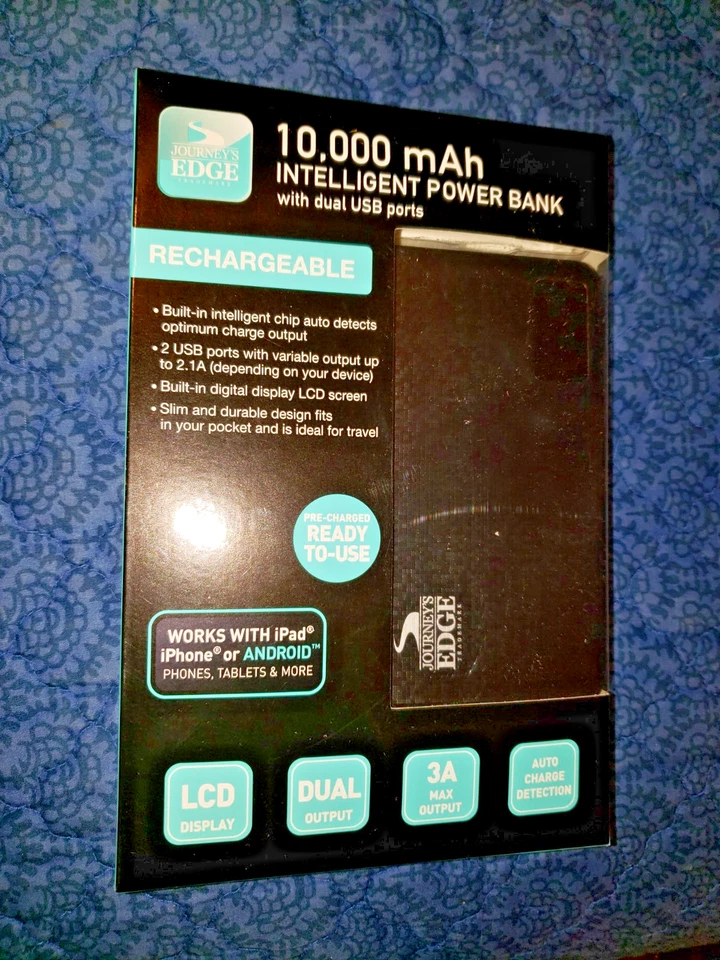 JOURNEY'S
EDGE
TRADEMARK
10,000 mAh
INTELLIGENT POWER BANK
with dual USB ports
RECHARGEABLE
• Built-in intelligent chip auto detects
optimum charge output
• 2 USB ports with variable output up
to 2.1A (depending on your device)
• Built-in digital display LCD screen
• Slim and durable design fits
in your pocket and is ideal for travel
PRE-CHARGED
READY
TO-USE
WORKS WITH iPad®
iPhone® or ANDROID™
PHONES, TABLETS & MORE
JOURNEY'S
EDGE
TRADEMARK
LCD
DISPLAY
DUAL
OUTPUT
3A
MAX
OUTPUT
AUTO
CHARGE
DETECTION